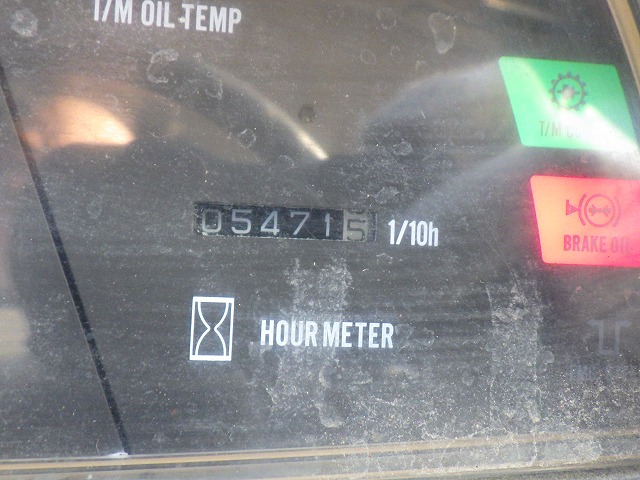 T/M OIL TEMP
T/M
054715
1/10h
BRAKE OIL
HOUR METER